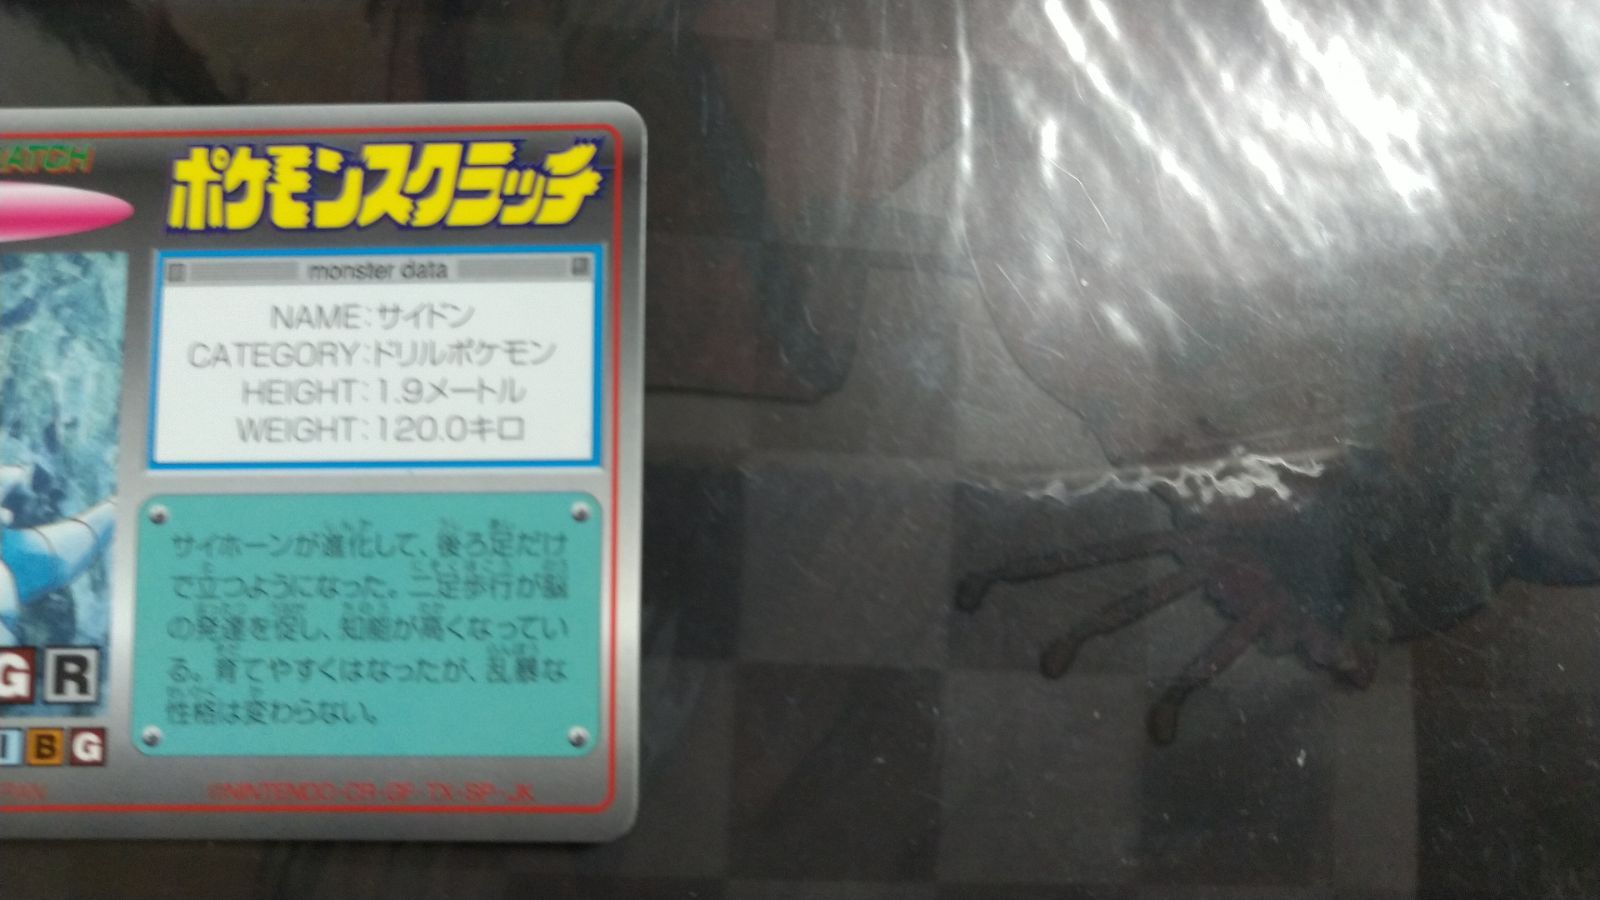 ポケモンスクラッチ
monster data
NAME:サイドン
CATEGORY:ドリルポケモン
HEIGHT:1.9メートル
WEIGHT:120.0キロ
サイホーンが進化して、後ろ足だけ
で立つようになった。二足歩行が脳
の発達を促し、知能が高くなってい
る。育てやすくはなったが、乱暴な
性格は変わらない。
G R
I B G
©NINTENDO・CR・GF・TX・SP・JK